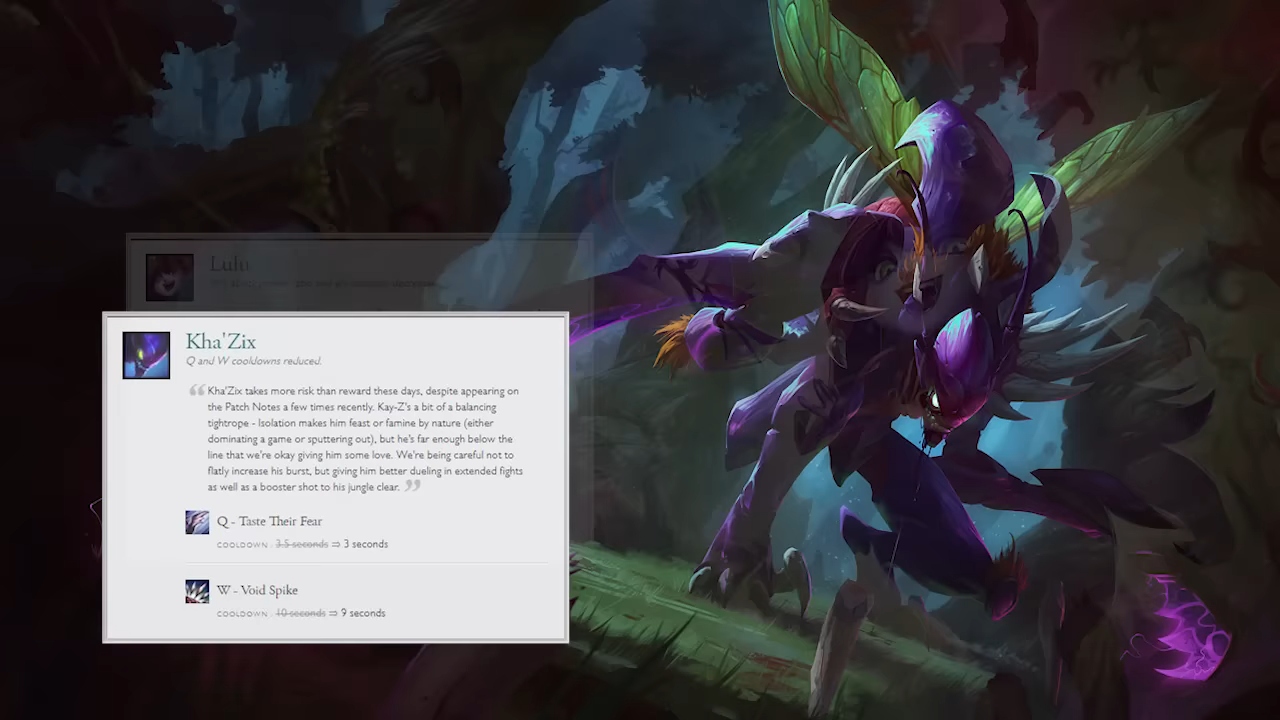 Lulu
Kha'Zix
Q and W cooldowns reduced.
Kha'Zix takes more risk than reward these days, despite appearing on
the Patch Notes a few times recently. Kay-Z's a bit of a balancing
tightrope - Isolation makes him feast or famine by nature (either
dominating a game or sputtering out), but he's far enough below the
line that we're okay giving him some love. We're being careful not to
flatly increase his burst, but giving him better dueling in extended fights
as well as a booster shot to his jungle clear.
Q - Taste Their Fear
COOLDOWN : 3.5 seconds ⇒ 3 seconds
W - Void Spike
COOLDOWN : 10 seconds ⇒ 9 seconds